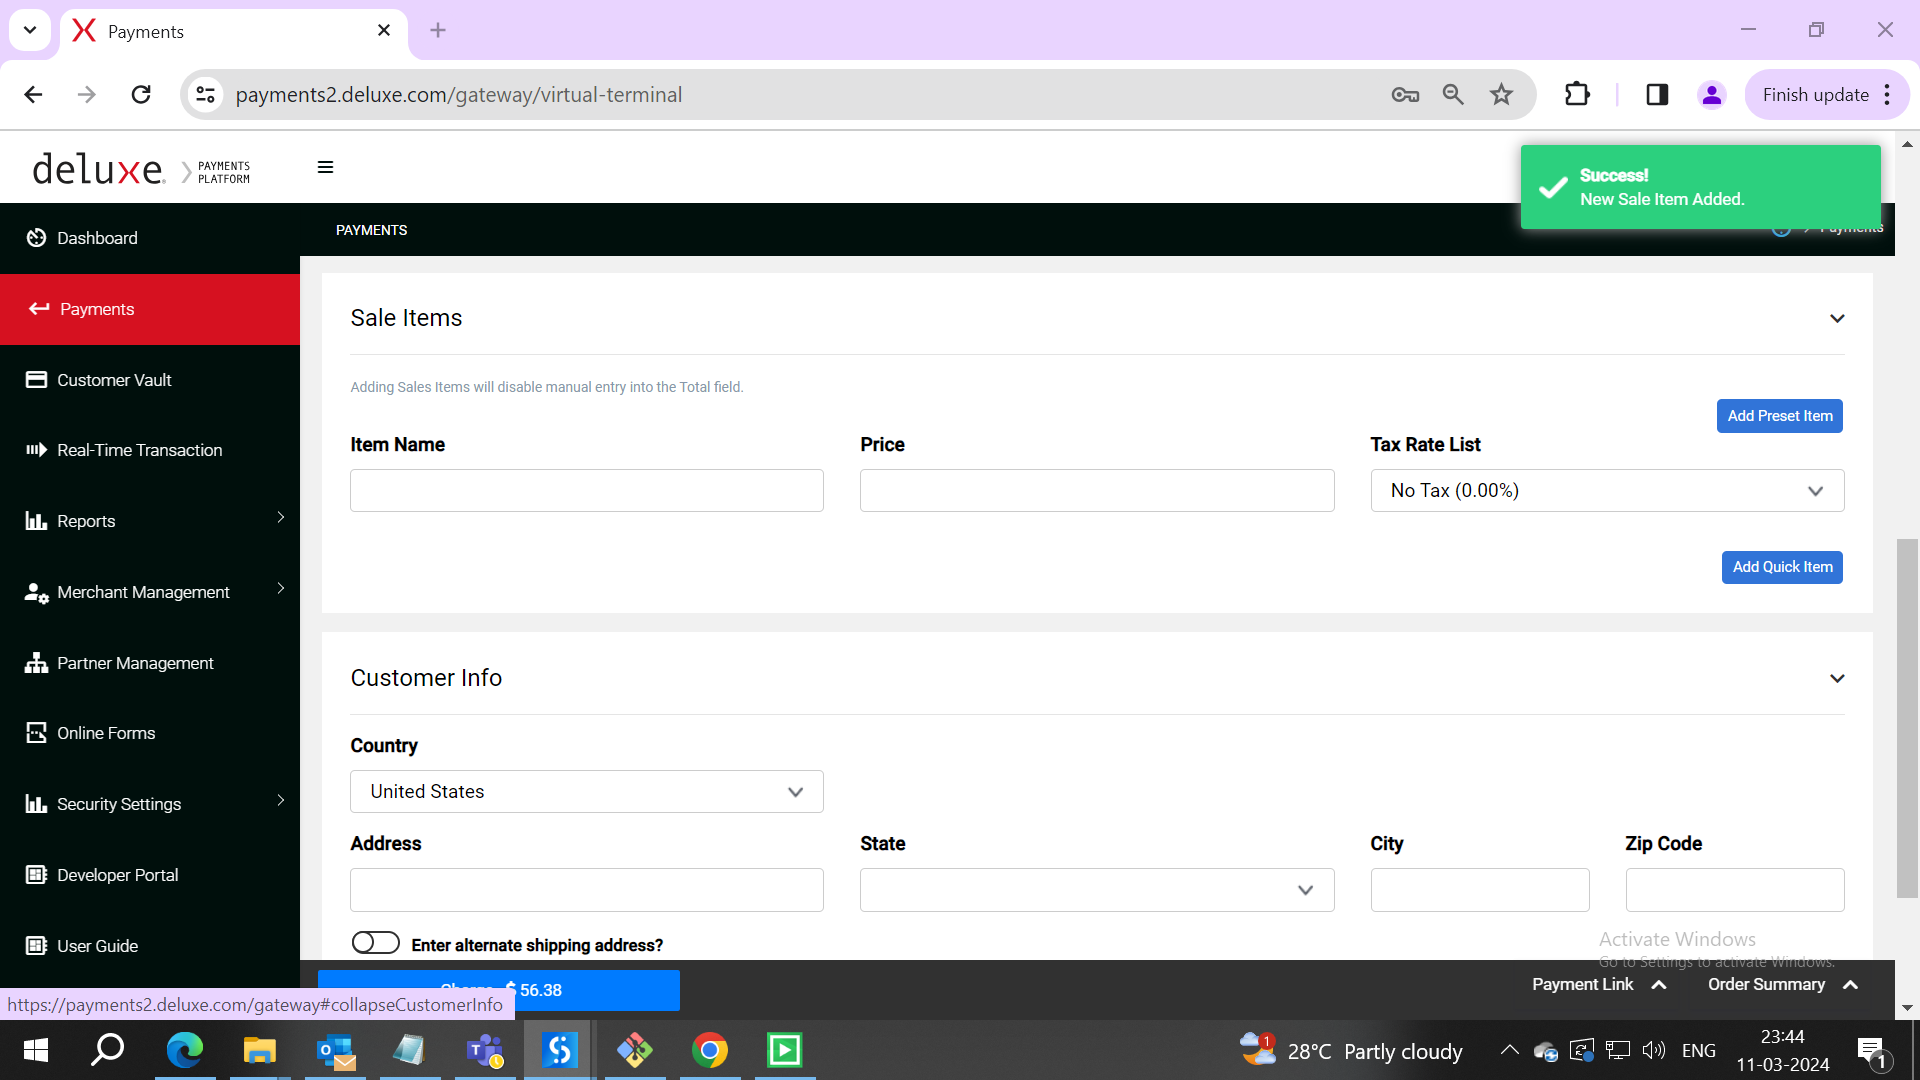 Payments
payments2.deluxe.com/gateway/virtual-terminal
Finish update
deluxe. PAYMENTS PLATFORM
Success!
New Sale Item Added.
PAYMENTS
Payments
Dashboard
Payments
Customer Vault
Real-Time Transaction
Reports
Merchant Management
Partner Management
Online Forms
Security Settings
Developer Portal
User Guide
Sale Items
Adding Sales Items will disable manual entry into the Total field.
Add Preset Item
Item Name Price Tax Rate List
No Tax (0.00%)
Add Quick Item
Customer Info
Country
United States
Address State City Zip Code
Enter alternate shipping address?
Activate Windows
Go to Settings to activate Windows.
Charge $ 56.38
Payment Link Order Summary
https://payments2.deluxe.com/gateway#collapseCustomerInfo
1
28°C Partly cloudy
ENG
23:44
11-03-2024
1